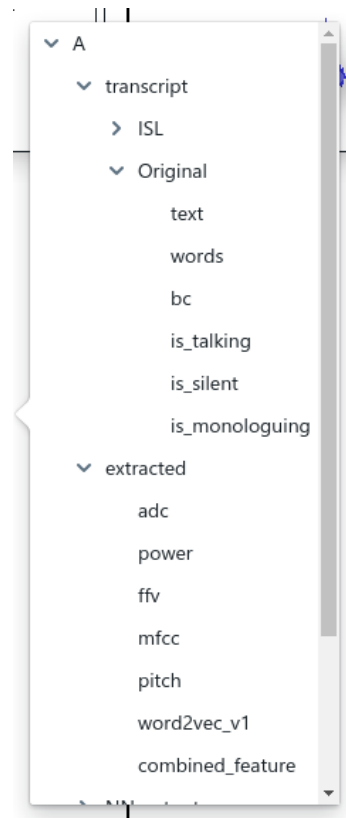 A
transcript
ISL
Original
text
words
bc
is_talking
is_silent
is_monologuing
extracted
adc
power
ffv
mfcc
pitch
word2vec_v1
combined_feature